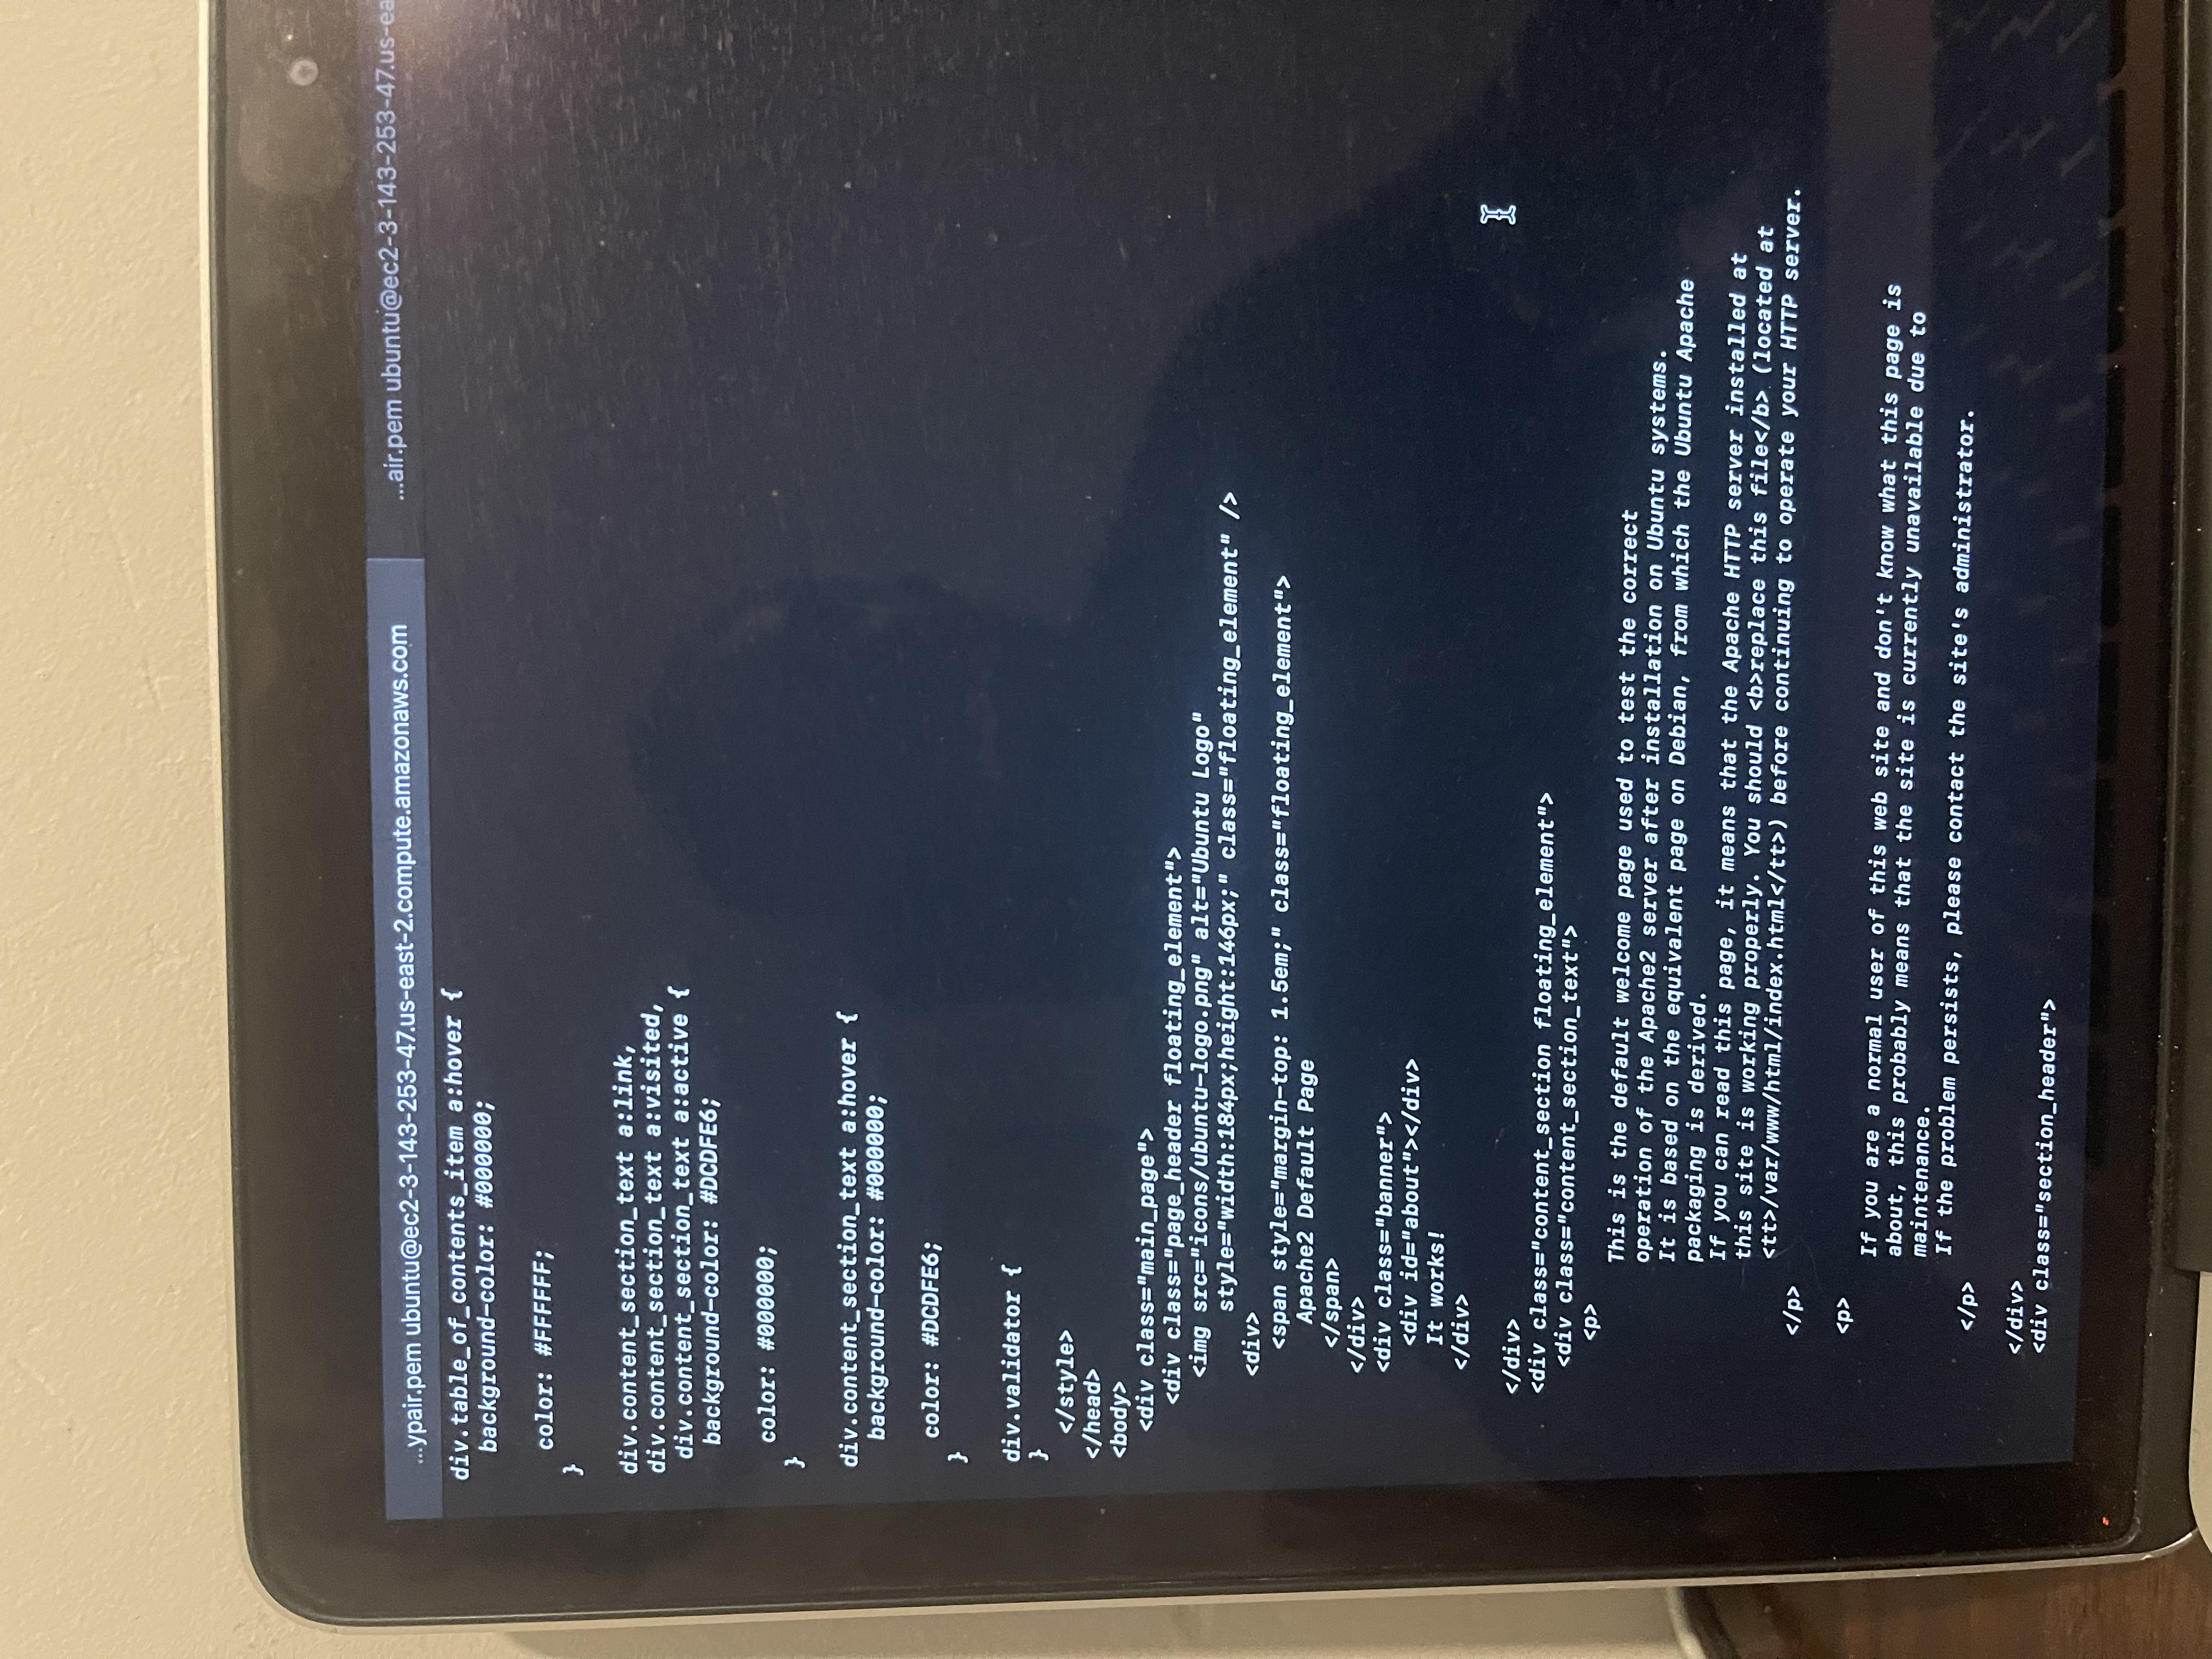 ...ypair.pem ubuntu@ec2-3-143-253-47.us-east-2.compute.amazonaws.com
...air.pem ubuntu@ec2-3-143-253-47.us-ea
div.table_of_contents_item a:hover {
  background-color: #000000;

  color: #FFFFFF;
}

div.content_section_text a:link,
div.content_section_text a:visited,
 div.content_section_text a:active {
  background-color: #DCDFE6;

  color: #000000;
}

div.content_section_text a:hover {
  background-color: #000000;

  color: #DCDFE6;
}

div.validator {
}
  </style>
</head>
<body>
  <div class="main_page">
    <div class="page_header floating_element">
      <img src="icons/ubuntu-logo.png" alt="Ubuntu Logo"
           style="width:184px;height:146px;" class="floating_element" />
      <div>
        <span style="margin-top: 1.5em;" class="floating_element">
          Apache2 Default Page
        </span>
      </div>
      <div class="banner">
        <div id="about"></div>
        It works!
      </div>

    </div>
    <div class="content_section floating_element">
      <div class="content_section_text">
        <p>
              This is the default welcome page used to test the correct
              operation of the Apache2 server after installation on Ubuntu systems.
              It is based on the equivalent page on Debian, from which the Ubuntu Apache
              packaging is derived.
              If you can read this page, it means that the Apache HTTP server installed at
              this site is working properly. You should <b>replace this file</b> (located at
              <tt>/var/www/html/index.html</tt>) before continuing to operate your HTTP server.
        </p>

        <p>
              If you are a normal user of this web site and don't know what this page is
              about, this probably means that the site is currently unavailable due to
              maintenance.
              If the problem persists, please contact the site's administrator.
        </p>

      </div>
      <div class="section_header">